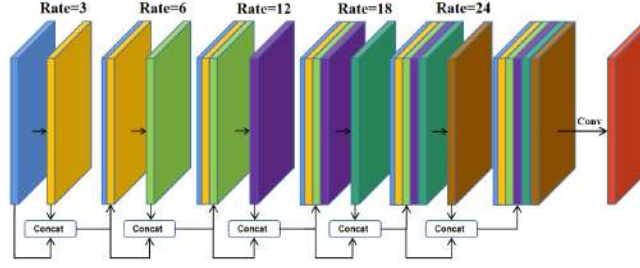 Rate=3
Rate=6
Rate=12
Rate=18
Rate=24
Conv
Concat
Concat
Concat
Concat
Concat